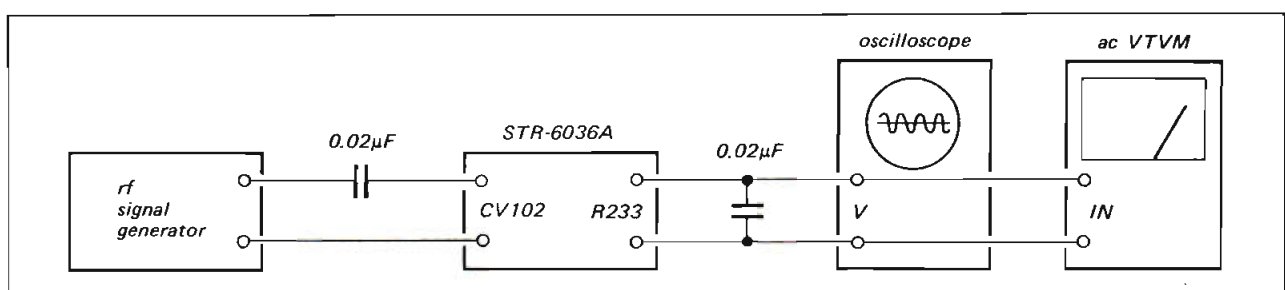 oscilloscope
ac VTVM
0.02µF
STR-6036A
0.02µF
rf
signal
generator
CV102
R233
V
IN